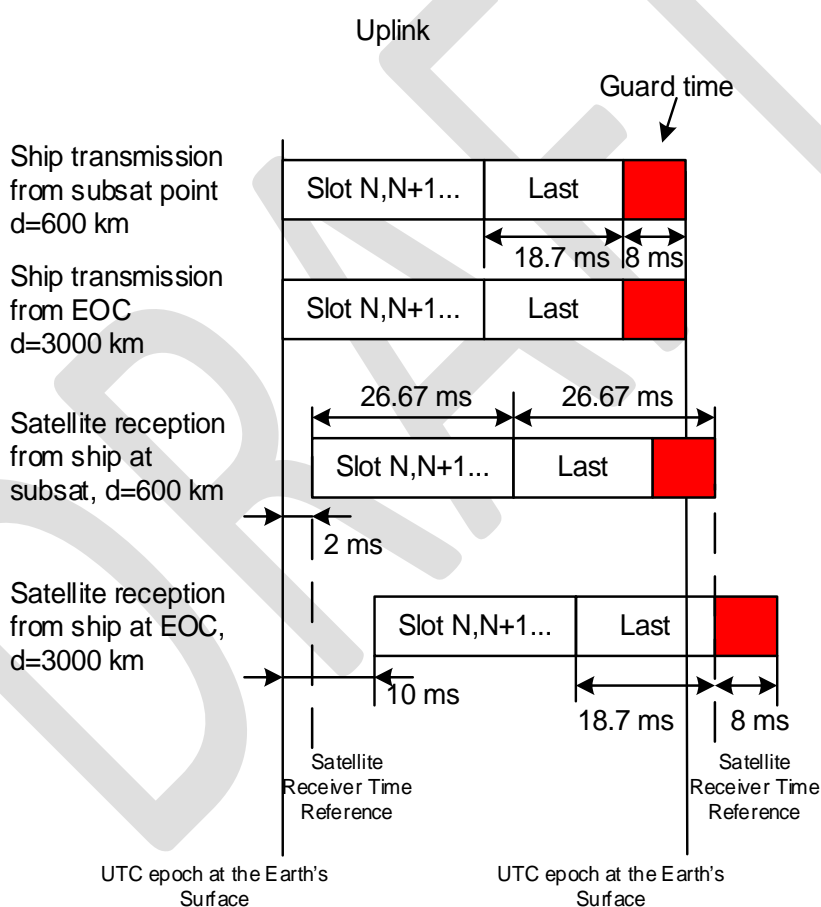 Uplink
Guard time
Ship transmission
from subsat point
d=600 km
Slot N,N+1...
Last
18.7 ms
8 ms
Ship transmission
from EOC
d=3000 km
Slot N,N+1...
Last
26.67 ms
26.67 ms
Satellite reception
from ship at
subsat, d=600 km
Slot N,N+1...
Last
2 ms
Satellite reception
from ship at EOC,
d=3000 km
Slot N,N+1...
Last
10 ms
18.7 ms
8 ms
Satellite
Receiver Time
Reference
Satellite
Receiver Time
Reference
UTC epoch at the Earth's
Surface
UTC epoch at the Earth's
Surface
DRAFT